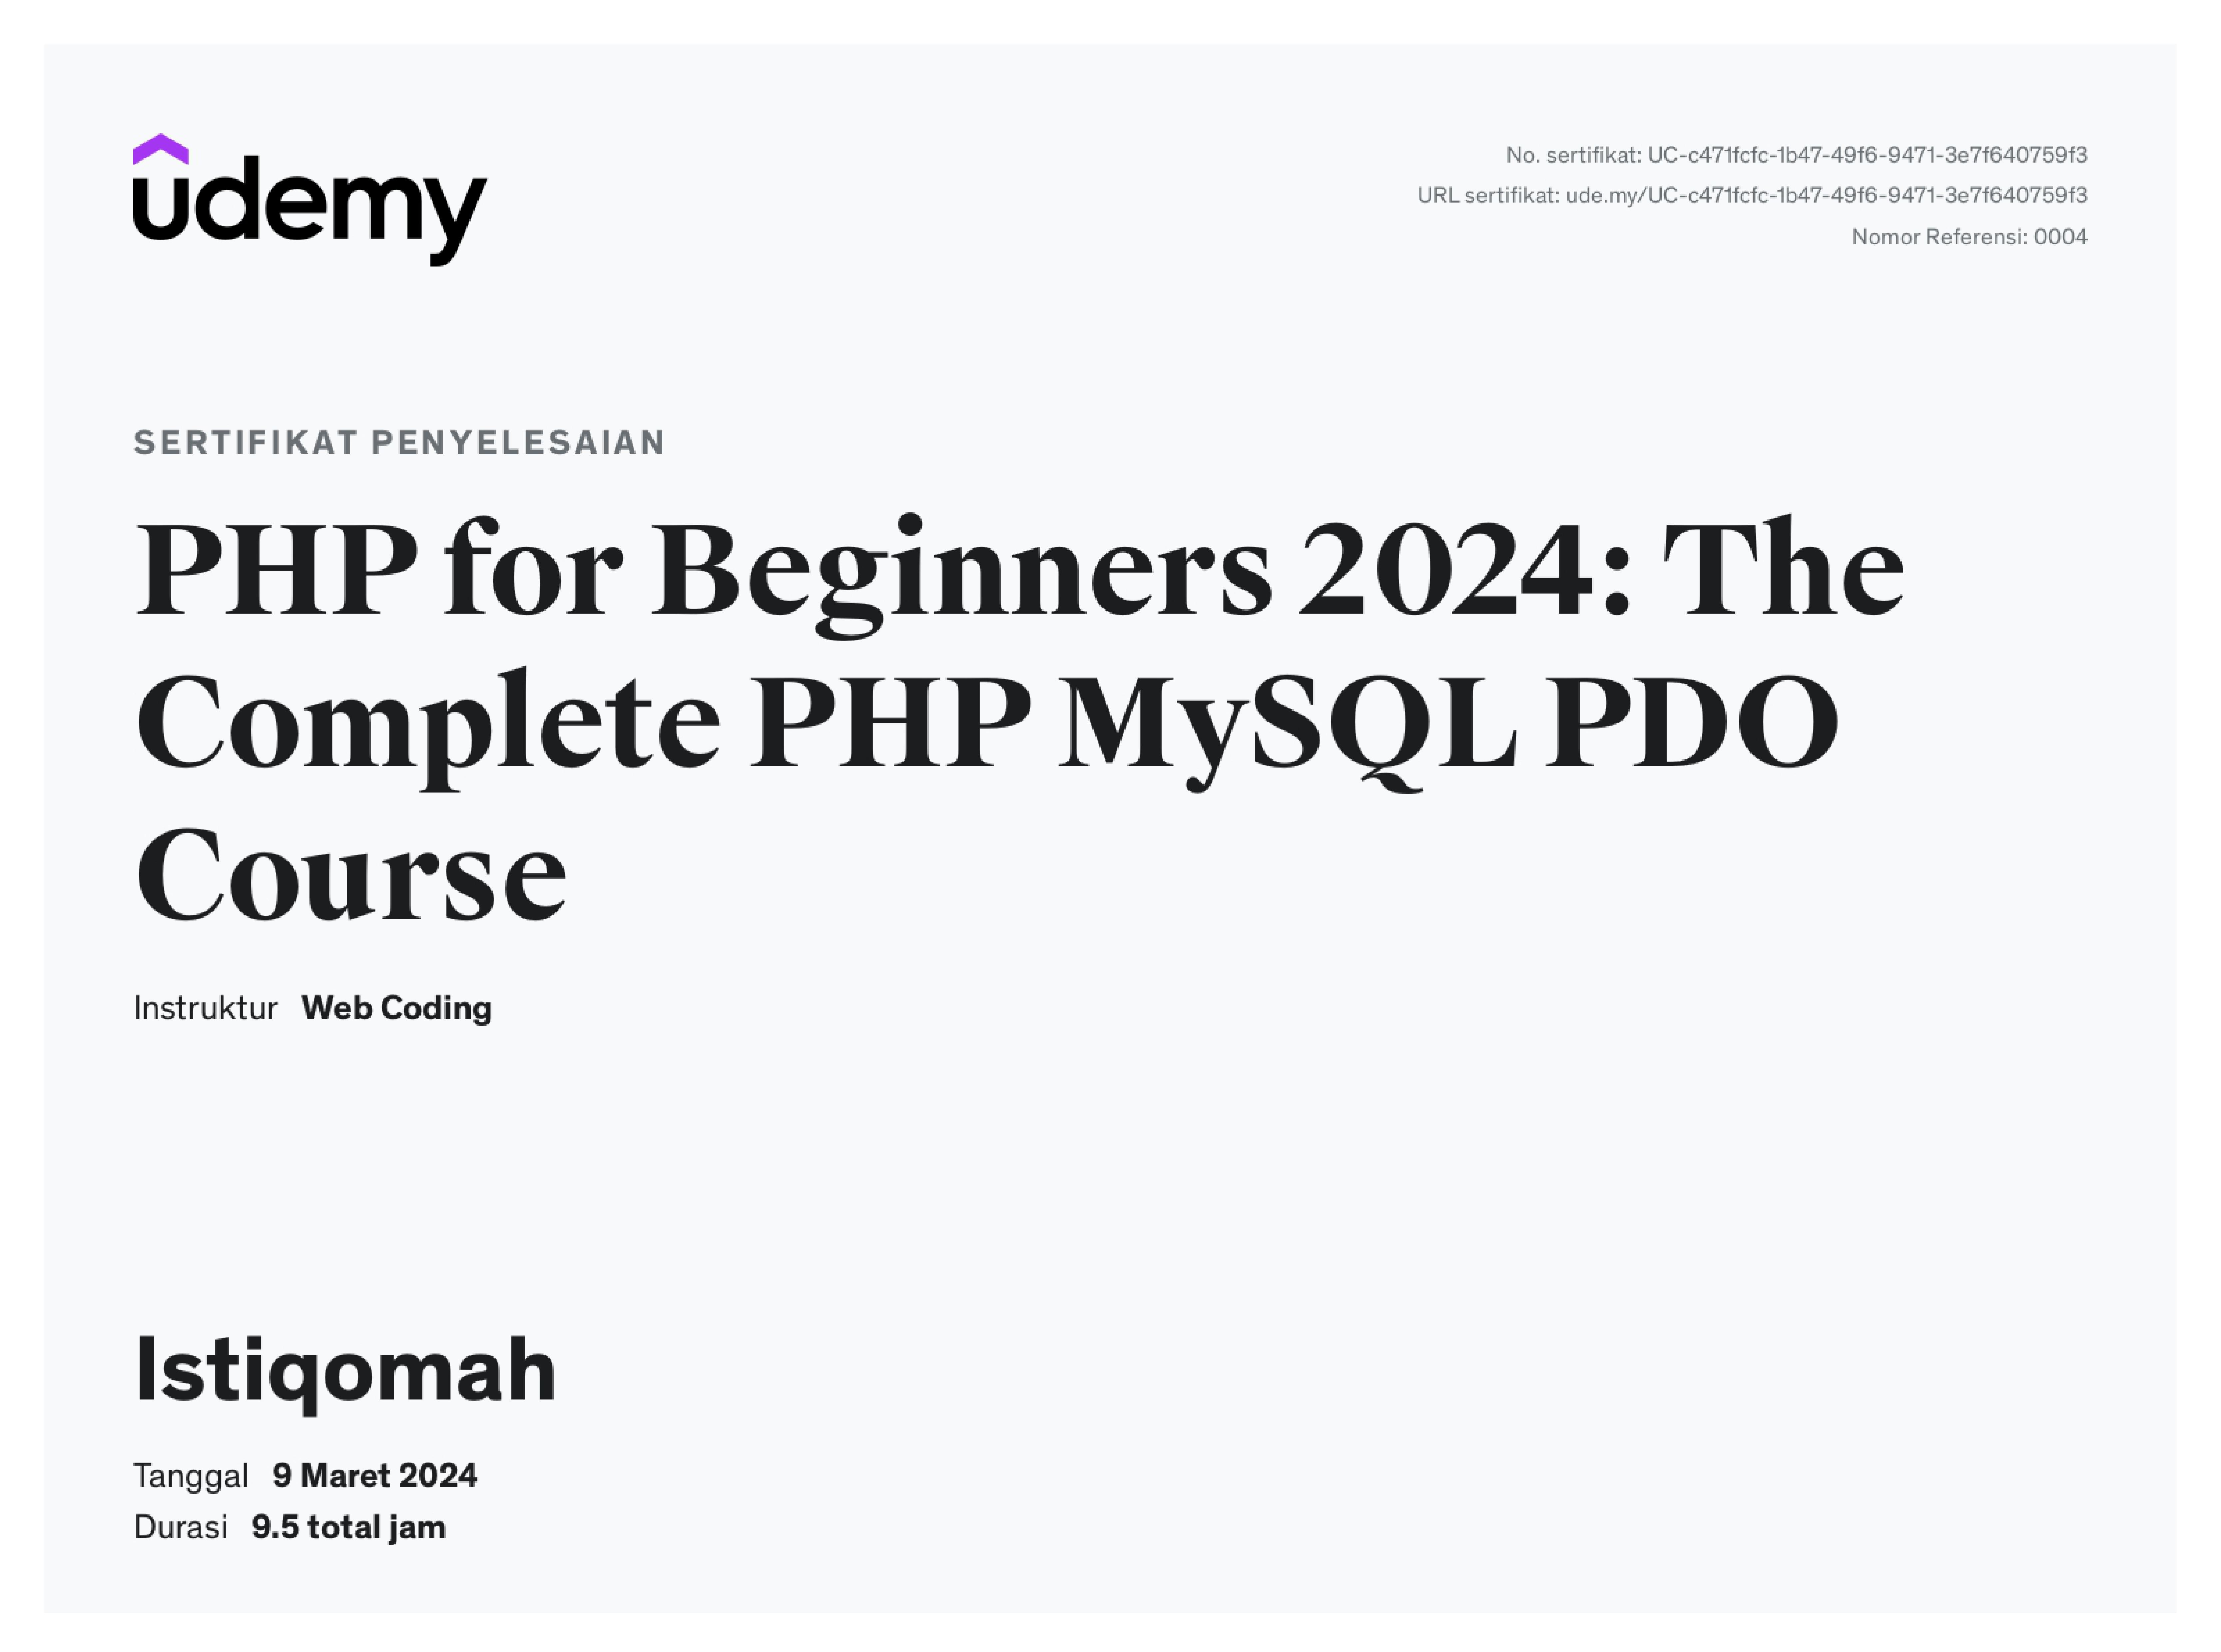 udemy
No. sertifikat: UC-c471fcfc-1b47-49f6-9471-3e7f640759f3
URL sertifikat: ude.my/UC-c471fcfc-1b47-49f6-9471-3e7f640759f3
Nomor Referensi: 0004
SERTIFIKAT PENYELESAIAN
PHP for Beginners 2024: The
Complete PHP MySQL PDO
Course
Instruktur Web Coding
Istiqomah
Tanggal 9 Maret 2024
Durasi 9.5 total jam